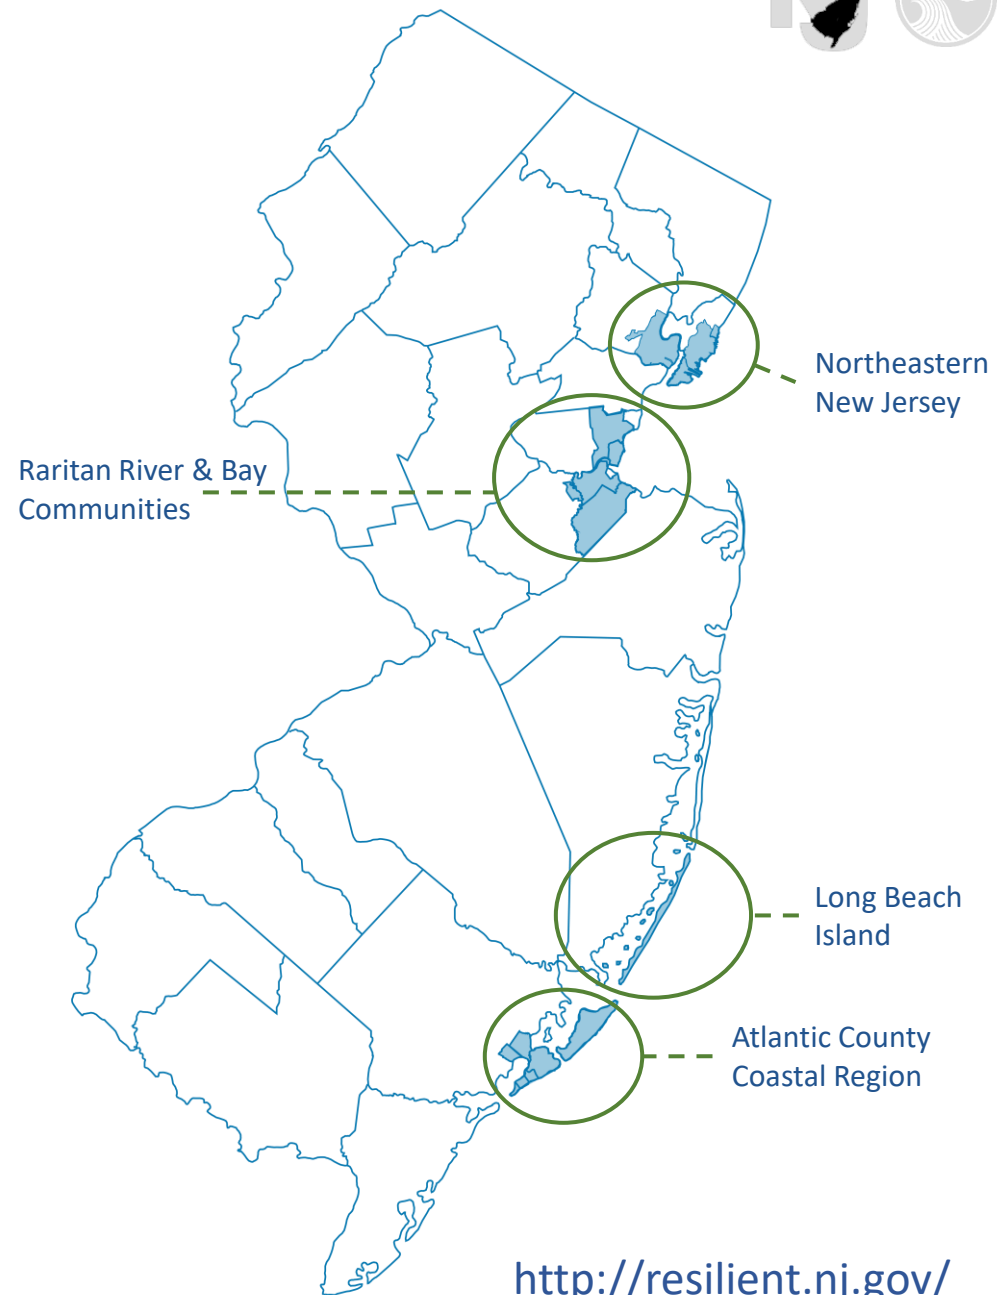 Northeastern
New Jersey
Raritan River & Bay
Communities
Long Beach
Island
Atlantic County
Coastal Region
http://resilient.nj.gov/